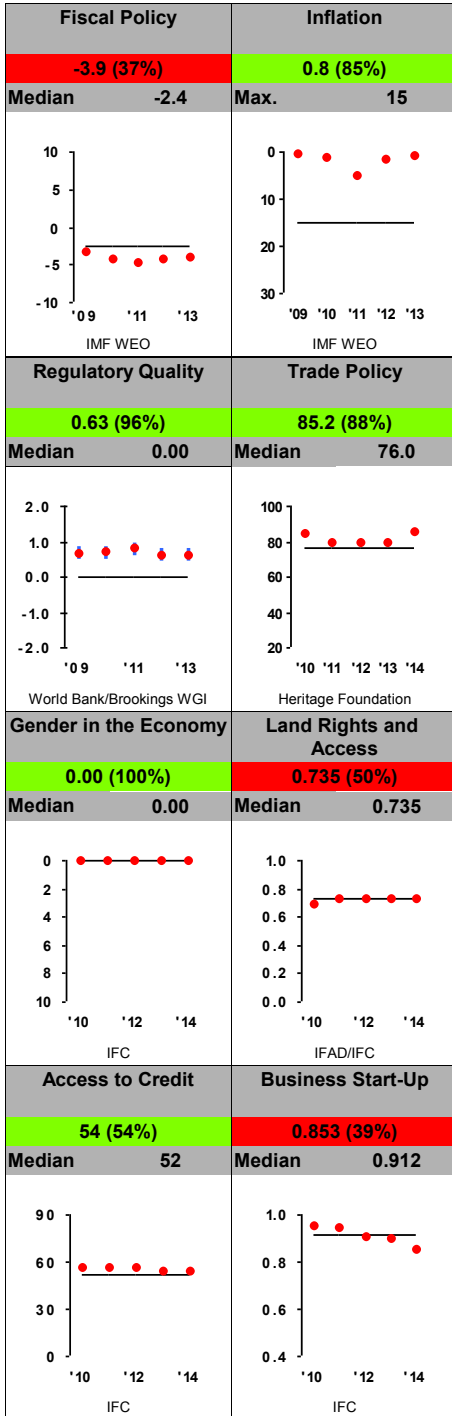 Fiscal Policy
-3.9 (37%)
Median -2.4
10
5
0
-5
-10
'09 '11 '13
IMF WEO
Inflation
0.8 (85%)
Max. 15
0
10
20
30
'09 '10 '11 '12 '13
IMF WEO
Regulatory Quality
0.63 (96%)
Median 0.00
2.0
1.0
0.0
-1.0
-2.0
'09 '11 '13
World Bank/Brookings WGI
Trade Policy
85.2 (88%)
Median 76.0
100
80
60
40
20
'10 '11 '12 '13 '14
Heritage Foundation
Gender in the Economy
0.00 (100%)
Median 0.00
0
2
4
6
8
10
'10 '12 '14
IFC
Land Rights and
Access
0.735 (50%)
Median 0.735
1.0
0.8
0.6
0.4
0.2
0.0
'10 '12 '14
IFAD/IFC
Access to Credit
54 (54%)
Median 52
90
60
30
0
'10 '12 '14
IFC
Business Start-Up
0.853 (39%)
Median 0.912
1.0
0.8
0.6
0.4
'10 '12 '14
IFC